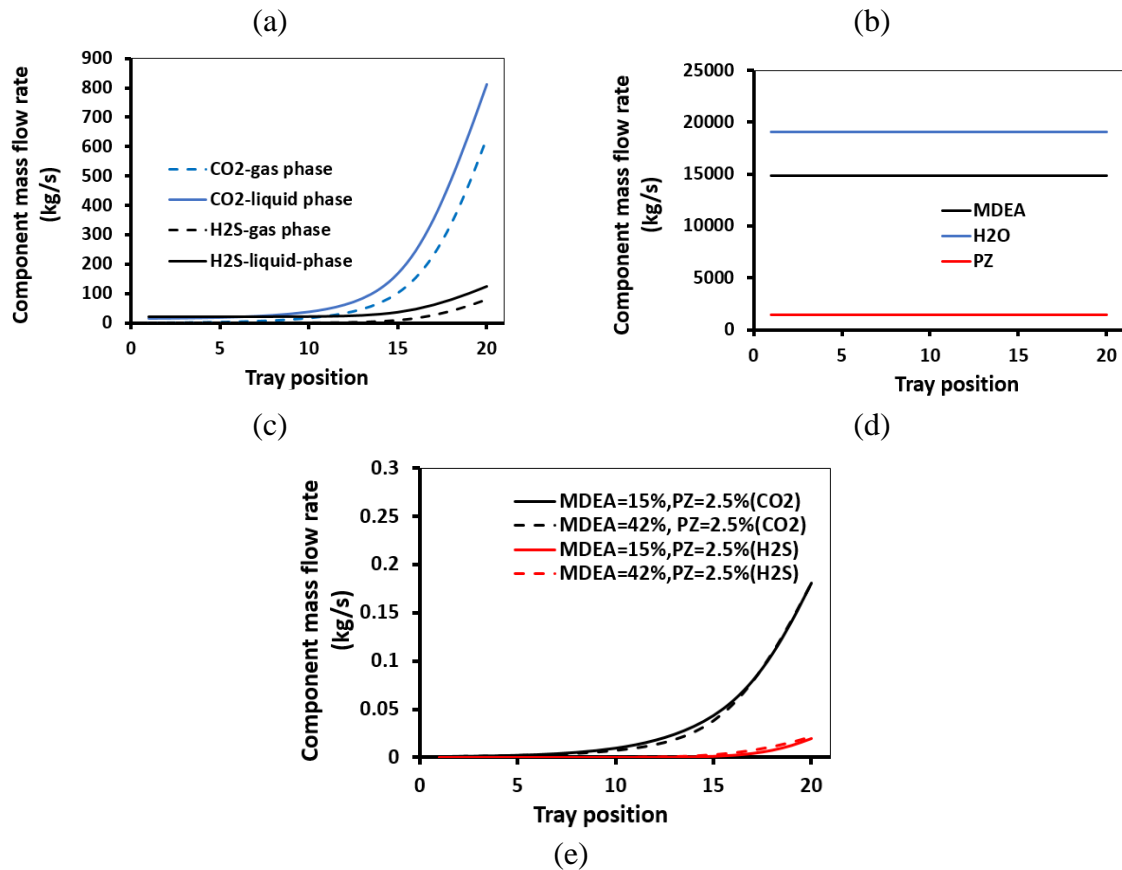 (a)
(b)
Component mass flow rate
(kg/s)
900
800
700
600
500
400
300
200
100
0
CO2-gas phase
CO2-liquid phase
H2S-gas phase
H2S-liquid-phase
0 5 10 15 20
Tray position
Component mass flow rate
(kg/s)
25000
20000
15000
10000
5000
0
MDEA
H2O
PZ
0 5 10 15 20
Tray position
(c)
(d)
Component mass flow rate
(kg/s)
0.3
0.25
0.2
0.15
0.1
0.05
0
MDEA=15%,PZ=2.5%(CO2)
MDEA=42%, PZ=2.5%(CO2)
MDEA=15%,PZ=2.5%(H2S)
MDEA=42%,PZ=2.5%(H2S)
0 5 10 15 20
Tray position
(e)